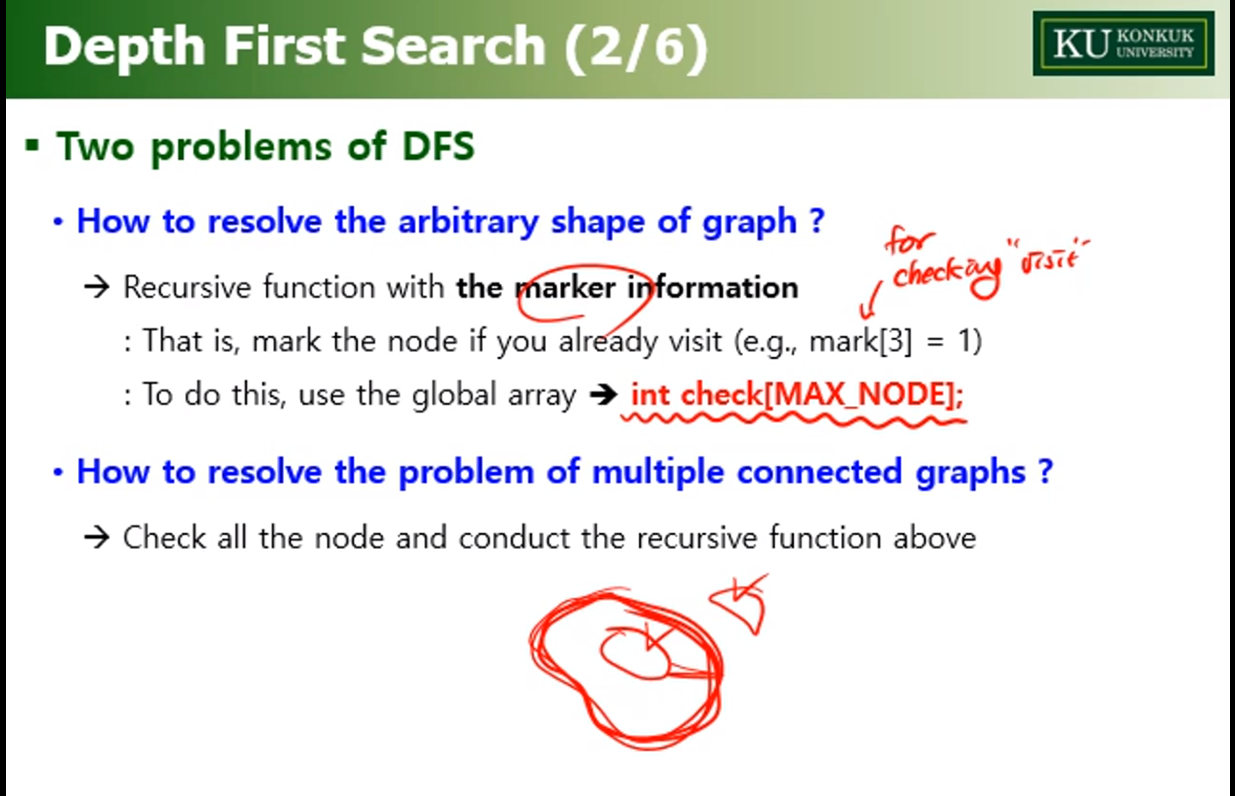 Depth First Search (2/6)
KU KONKUK
UNIVERSITY
▪ Two problems of DFS
• How to resolve the arbitrary shape of graph ?
for
checking "visit"
→ Recursive function with the marker information
: That is, mark the node if you already visit (e.g., mark[3] = 1)
: To do this, use the global array ➔ int check[MAX_NODE];
• How to resolve the problem of multiple connected graphs ?
→ Check all the node and conduct the recursive function above